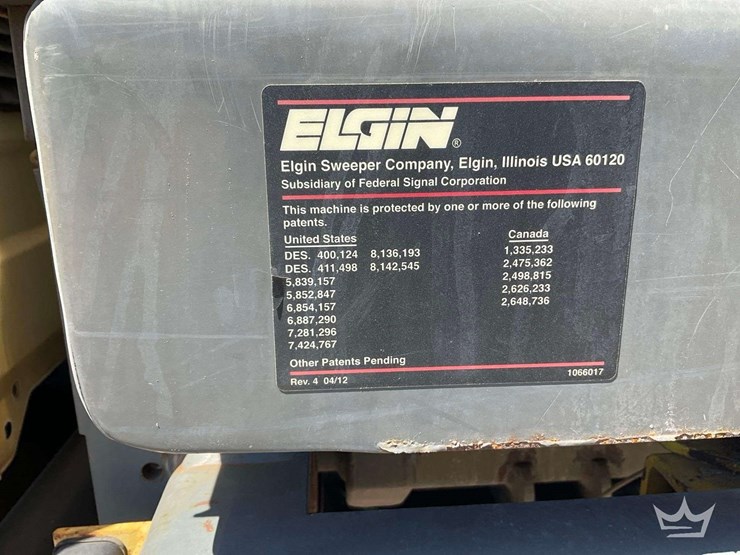 ELGIN®
Elgin Sweeper Company, Elgin, Illinois USA 60120
Subsidiary of Federal Signal Corporation
This machine is protected by one or more of the following
patents.
United States
DES. 400,124 8,136,193
DES. 411,498 8,142,545
5,839,157
5,852,847
6,854,157
6,887,290
7,281,296
7,424,767
Canada
1,335,233
2,475,362
2,498,815
2,626,233
2,648,736
Other Patents Pending
Rev. 4 04/12
1066017